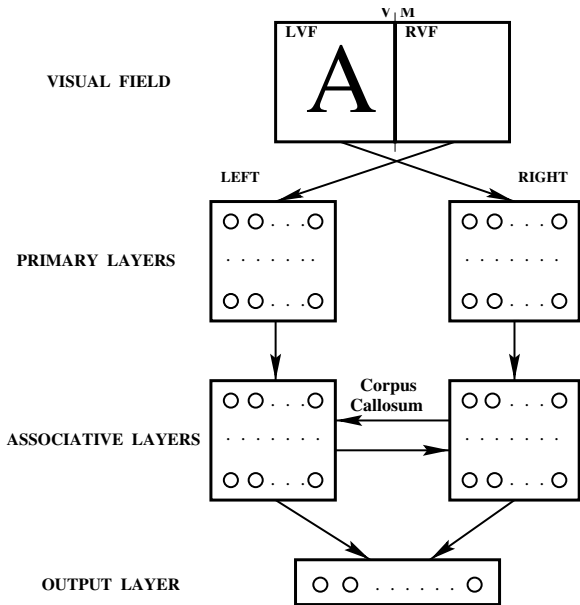 V M
LVF RVF
A
VISUAL FIELD
LEFT RIGHT
PRIMARY LAYERS
Corpus
Callosum
ASSOCIATIVE LAYERS
OUTPUT LAYER